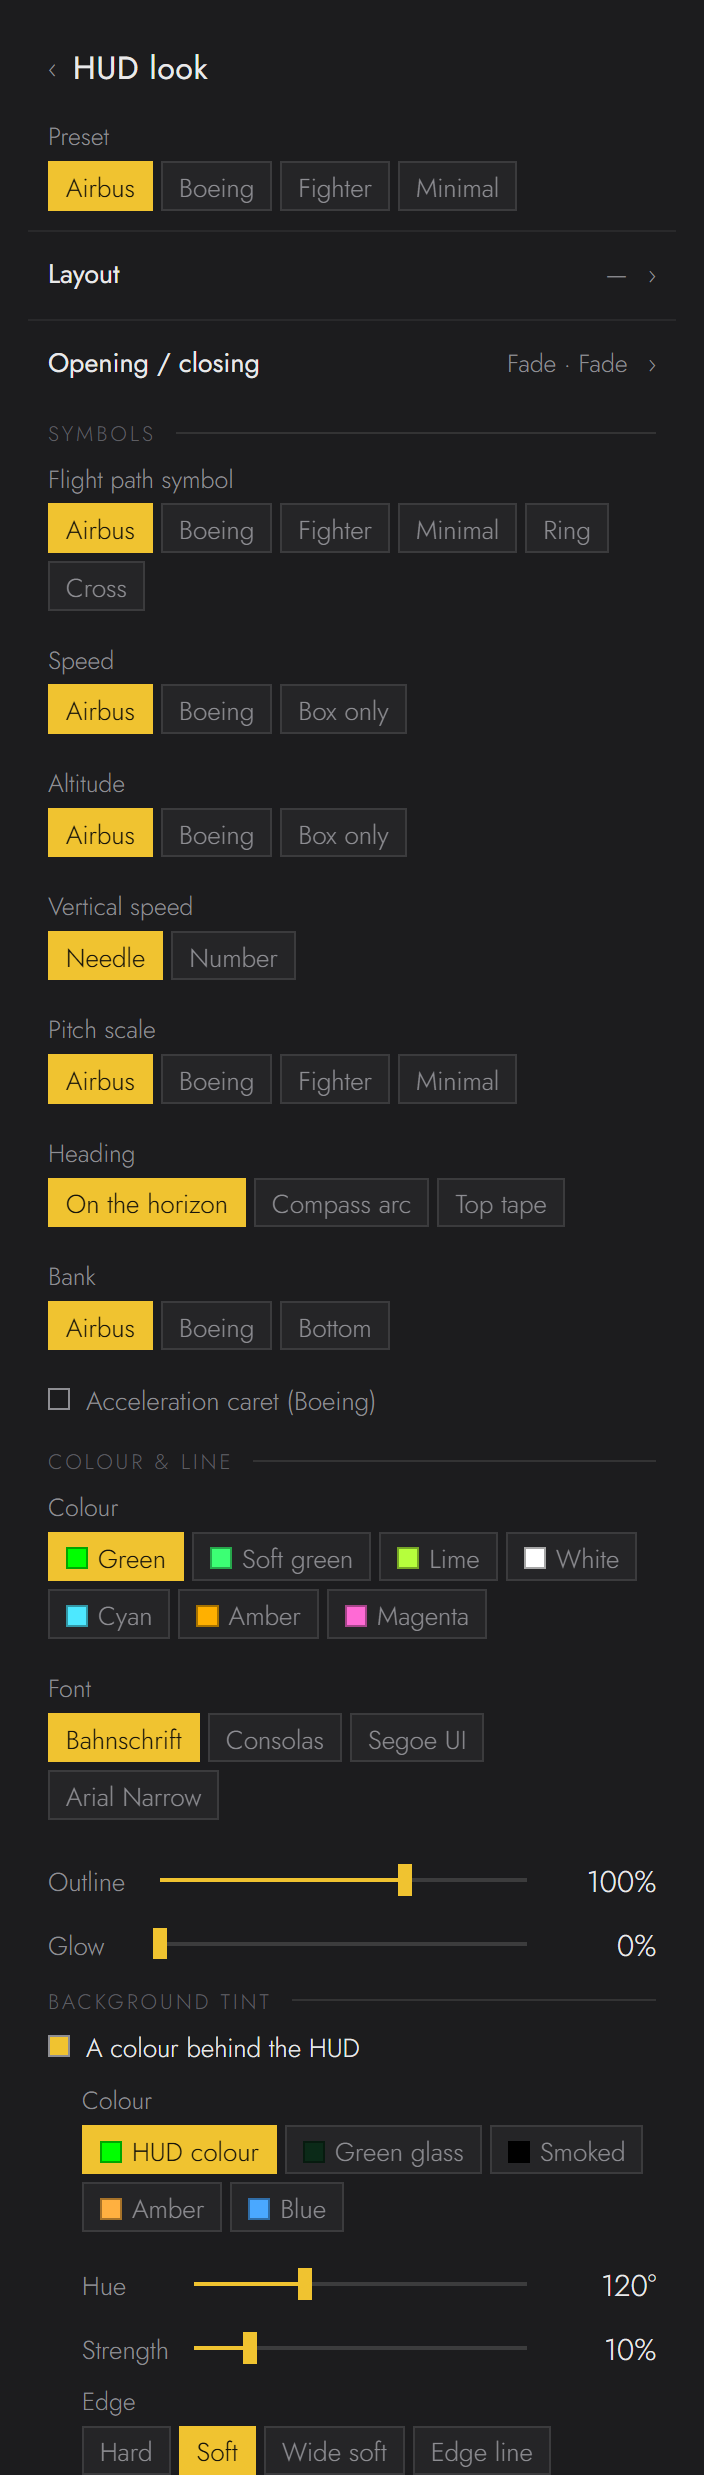 ‹ HUD look
Preset
Airbus Boeing Fighter Minimal
Layout — ›
Opening / closing Fade · Fade ›
SYMBOLS
Flight path symbol
Airbus Boeing Fighter Minimal Ring
Cross
Speed
Airbus Boeing Box only
Altitude
Airbus Boeing Box only
Vertical speed
Needle Number
Pitch scale
Airbus Boeing Fighter Minimal
Heading
On the horizon Compass arc Top tape
Bank
Airbus Boeing Bottom
Acceleration caret (Boeing)
COLOUR & LINE
Colour
Green Soft green Lime White
Cyan Amber Magenta
Font
Bahnschrift Consolas Segoe UI
Arial Narrow
Outline 100%
Glow 0%
BACKGROUND TINT
A colour behind the HUD
Colour
HUD colour Green glass Smoked
Amber Blue
Hue 120°
Strength 10%
Edge
Hard Soft Wide soft Edge line